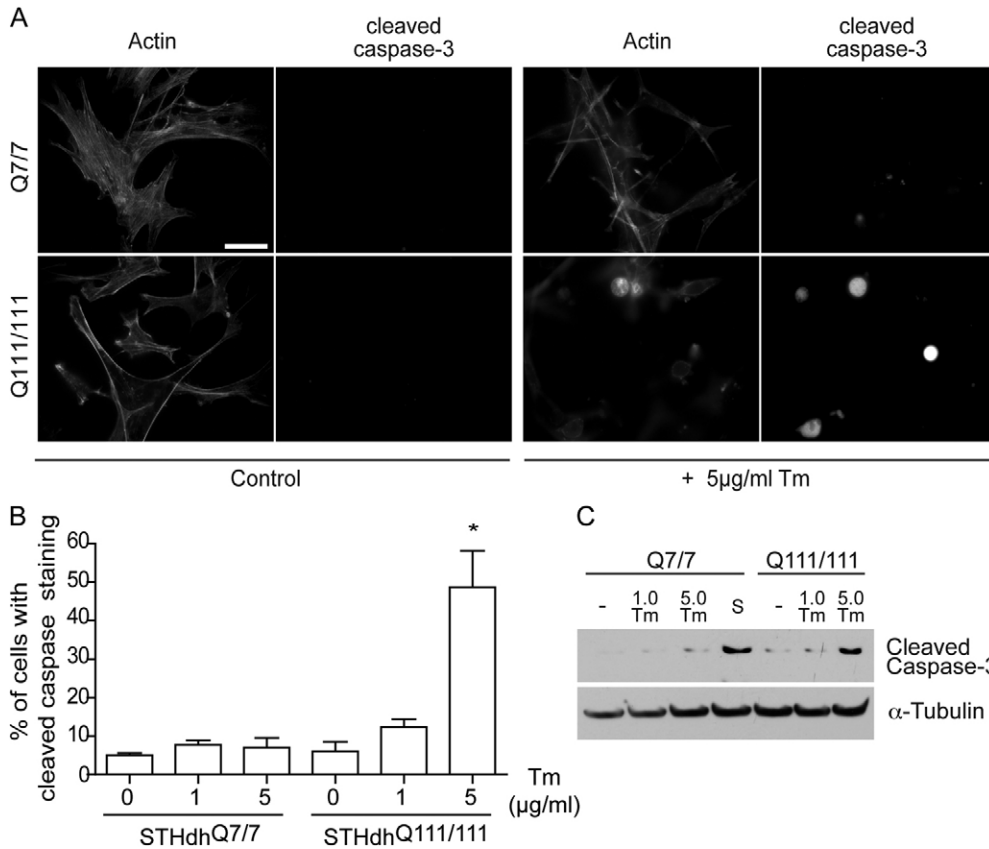 A
Actin
cleaved
caspase-3
Actin
cleaved
caspase-3
Q7/7
Q111/111
Control
+ 5µg/ml Tm
B
% of cells with
cleaved caspase staining
60
50
40
30
20
10
0
*
0 1 5 0 1 5
Tm
(µg/ml)
STHdhQ7/7
STHdhQ111/111
C
Q7/7 Q111/111
- 1.0 Tm 5.0 Tm S - 1.0 Tm 5.0 Tm
Cleaved
Caspase-3
α-Tubulin